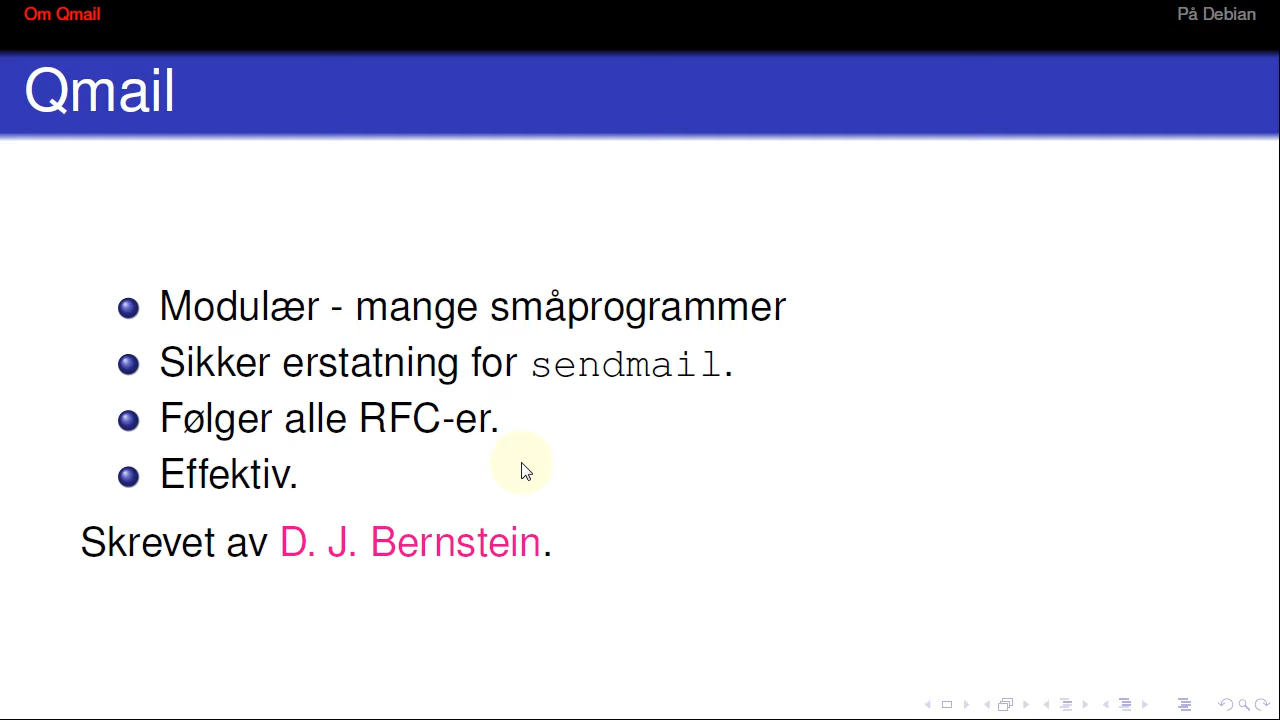 Om Qmail
På Debian
Qmail
Modulær - mange småprogrammer
Sikker erstatning for sendmail.
Følger alle RFC-er.
Effektiv.
Skrevet av D. J. Bernstein.